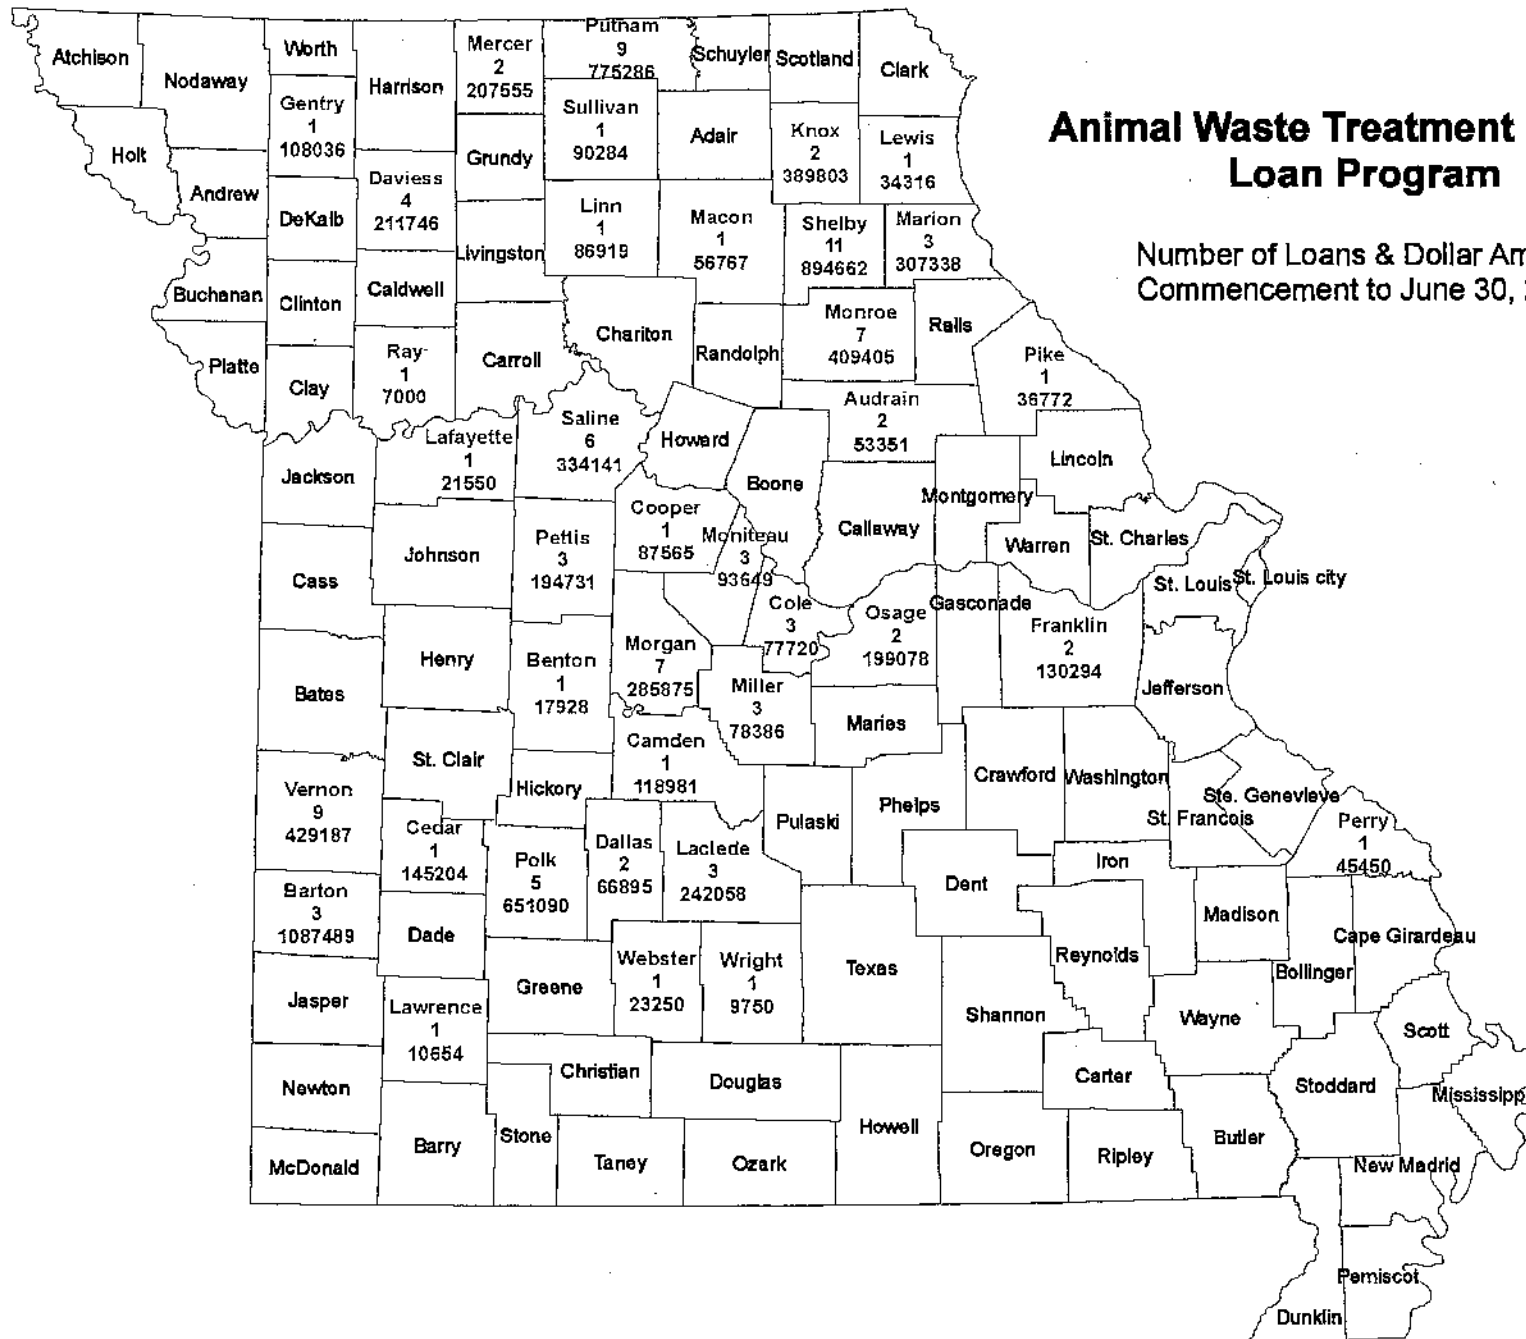 Animal Waste Treatment
Loan Program
Number of Loans & Dollar
Commencement to June 30,
Atchison
Nodaway
Worth
Harrison
Mercer
2
207555
Putnam
9
775286
Schuyler
Scotland
Clark
Gentry
1
108036
Sullivan
1
90284
Adair
Knox
2
389803
Lewis
1
34316
Holt
Andrew
Grundy
DeKalb
Daviess
4
211746
Livingston
Linn
1
86919
Macon
1
56767
Shelby
11
894662
Marion
3
307338
Buchanan
Clinton
Caldwell
Chariton
Randolph
Monroe
7
409405
Ralls
Pike
1
36772
Platte
Clay
Ray
1
7000
Carroll
Audrain
2
53351
Saline
6
334141
Howard
Lafayette
1
21550
Jackson
Boone
Lincoln
Montgomery
Cooper
1
87565
Moniteau
3
93649
Callaway
Warren
St. Charles
Johnson
Pettis
3
194731
Cass
St. Louis
St. Louis city
Cole
3
77720
Osage
2
199078
Gasconade
Franklin
2
130294
Henry
Benton
1
17928
Morgan
7
285875
Miller
3
78386
Jefferson
Bates
Maries
St. Clair
Camden
1
118981
Hickory
Crawford
Washington
Vernon
9
429187
Phelps
Pulaski
Ste. Genevieve
St. Francois
Perry
1
45450
Cedar
1
145204
Polk
5
651090
Dallas
2
66895
Laclede
3
242058
Iron
Dent
Barton
3
1087489
Dade
Madison
Cape Girardeau
Reynolds
Bollinger
Webster
1
23250
Wright
1
9750
Texas
Greene
Jasper
Lawrence
1
10654
Shannon
Wayne
Scott
Christian
Douglas
Carter
Stoddard
Newton
Mississipp
Howell
Stone
Barry
Butler
Oregon
Ripley
McDonald
Taney
Ozark
New Madrid
Pemiscot
Dunklin